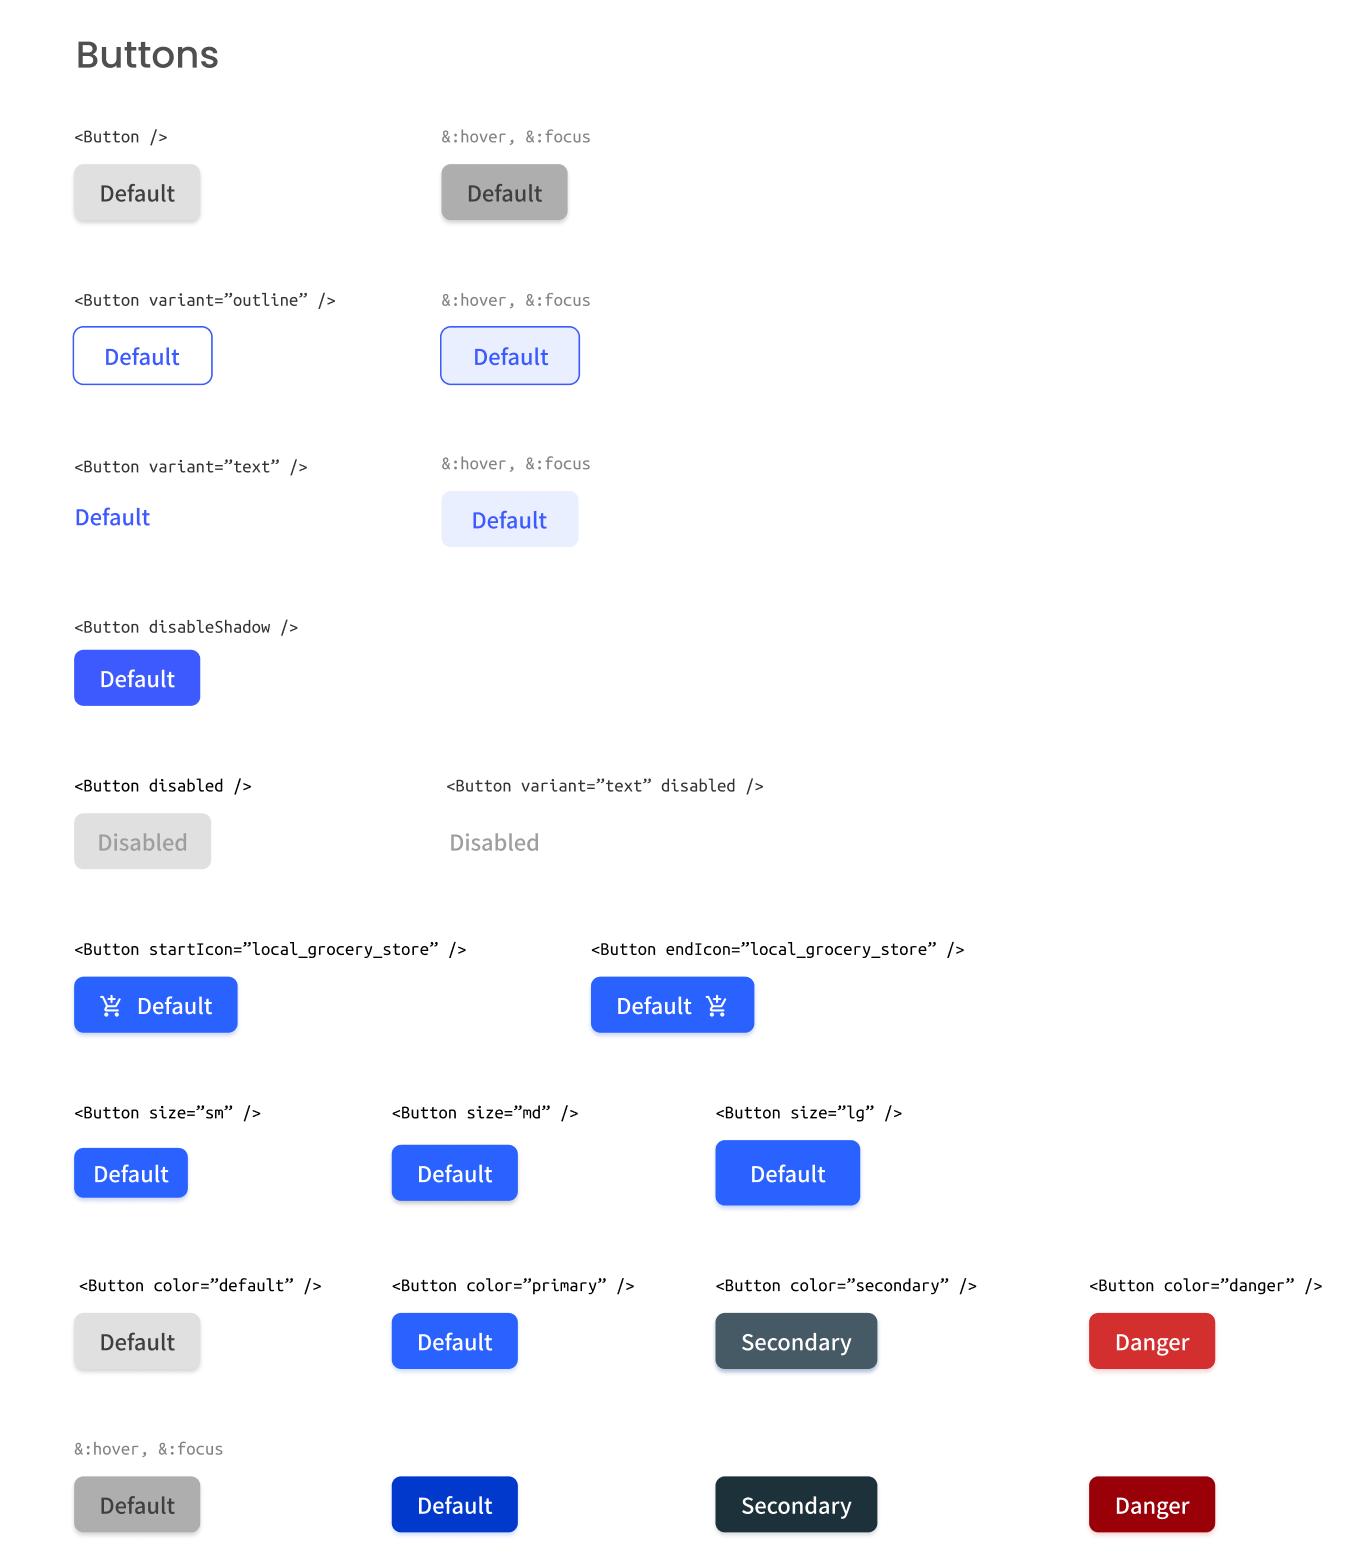 Buttons
<Button />
&:hover, &:focus
Default
Default
<Button variant=”outline” />
&:hover, &:focus
Default
Default
<Button variant=”text” />
&:hover, &:focus
Default
Default
<Button disableShadow />
Default
<Button disabled />
<Button variant=”text” disabled />
Disabled
Disabled
<Button startIcon=”local_grocery_store” />
<Button endIcon=”local_grocery_store” />
Default
Default
<Button size=”sm” />
<Button size=”md” />
<Button size=”lg” />
Default
Default
Default
<Button color=”default” />
<Button color=”primary” />
<Button color=”secondary” />
<Button color=”danger” />
Default
Default
Secondary
Danger
&:hover, &:focus
Default
Default
Secondary
Danger